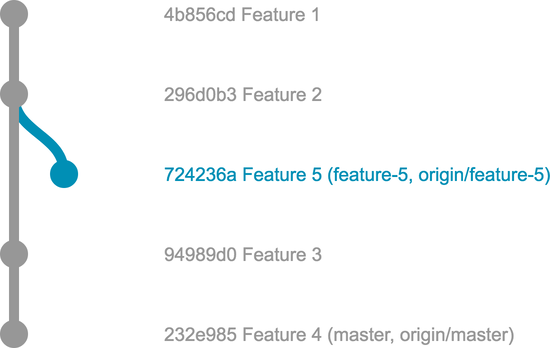 4b856cd Feature 1
296d0b3 Feature 2
724236a Feature 5 (feature-5, origin/feature-5)
94989d0 Feature 3
232e985 Feature 4 (master, origin/master)